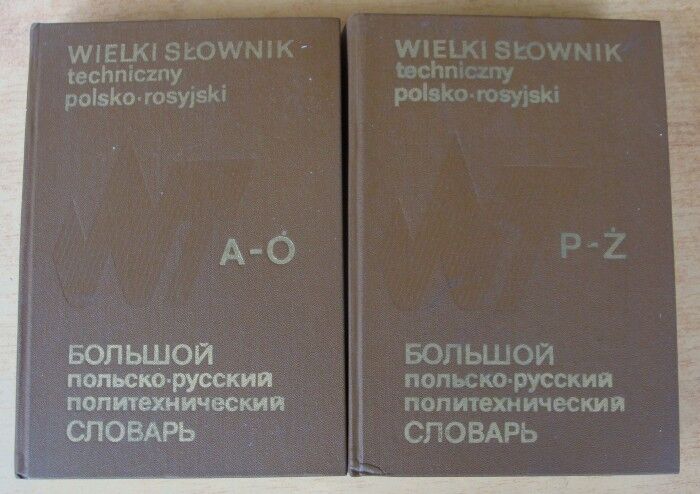 WIELKI SŁOWNIK
techniczny
polsko-rosyjski
A-Ó
БОЛЬШОЙ
польско-русский
политехнический
СЛОВАРЬ
WIELKI SŁOWNIK
techniczny
polsko-rosyjski
P-Ż
БОЛЬШОЙ
польско-русский
политехнический
СЛОВАРЬ